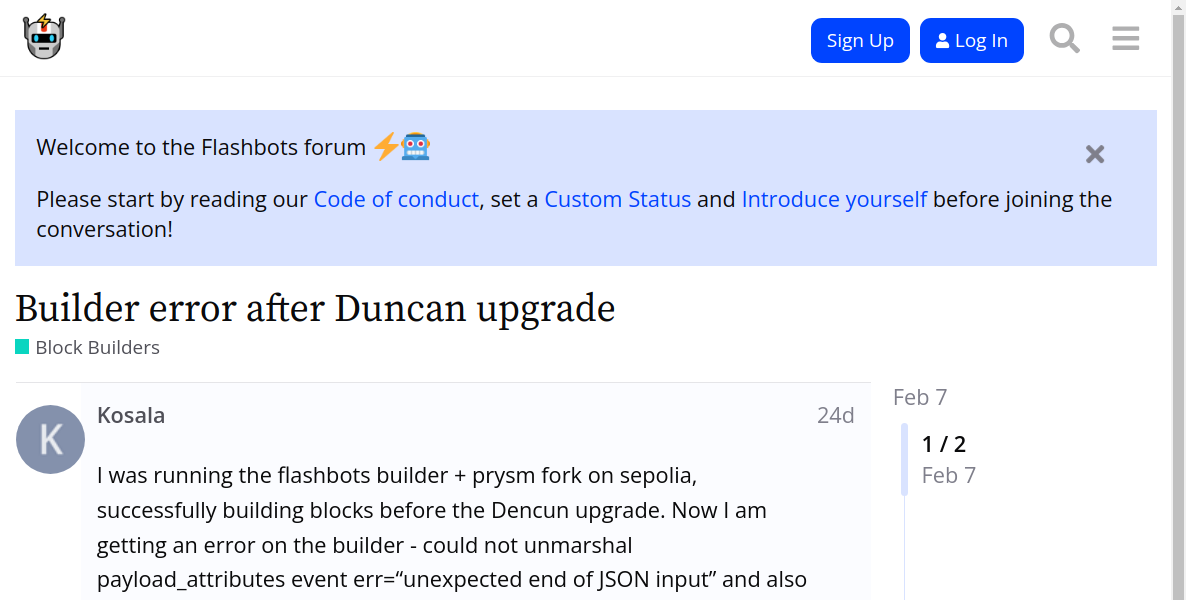 Sign Up
Log In
Welcome to the Flashbots forum
Please start by reading our Code of conduct, set a Custom Status and Introduce yourself before joining the
conversation!
Builder error after Duncan upgrade
Block Builders
Feb 7
K
Kosala
24d
1 / 2
Feb 7
I was running the flashbots builder + prysm fork on sepolia,
successfully building blocks before the Dencun upgrade. Now I am
getting an error on the builder - could not unmarshal
payload_attributes event err=“unexpected end of JSON input” and also